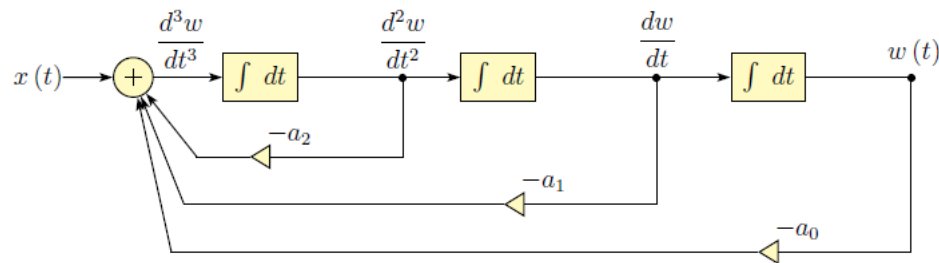 d³w/dt³
d²w/dt²
dw/dt
w (t)
x (t)
+
∫ dt
∫ dt
∫ dt
−a₂
−a₁
−a₀